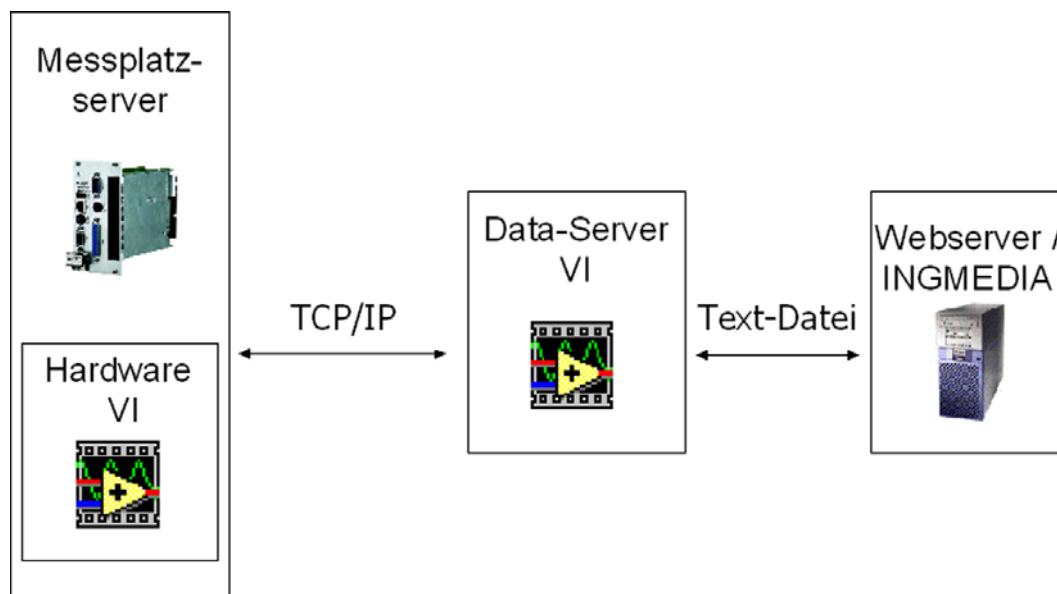 Messplatz-
server
Hardware
VI
TCP/IP
Data-Server
VI
Text-Datei
Webserver /
INGMEDIA